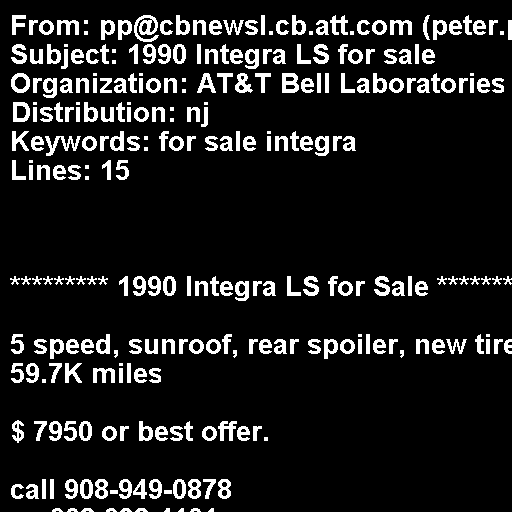 From: pp@cbnewsl.cb.att.com (peter.p
Subject: 1990 Integra LS for sale
Organization: AT&T Bell Laboratories
Distribution: nj
Keywords: for sale integra
Lines: 15
********* 1990 Integra LS for Sale *******
5 speed, sunroof, rear spoiler, new tire
59.7K miles
$ 7950 or best offer.
call 908-949-0878